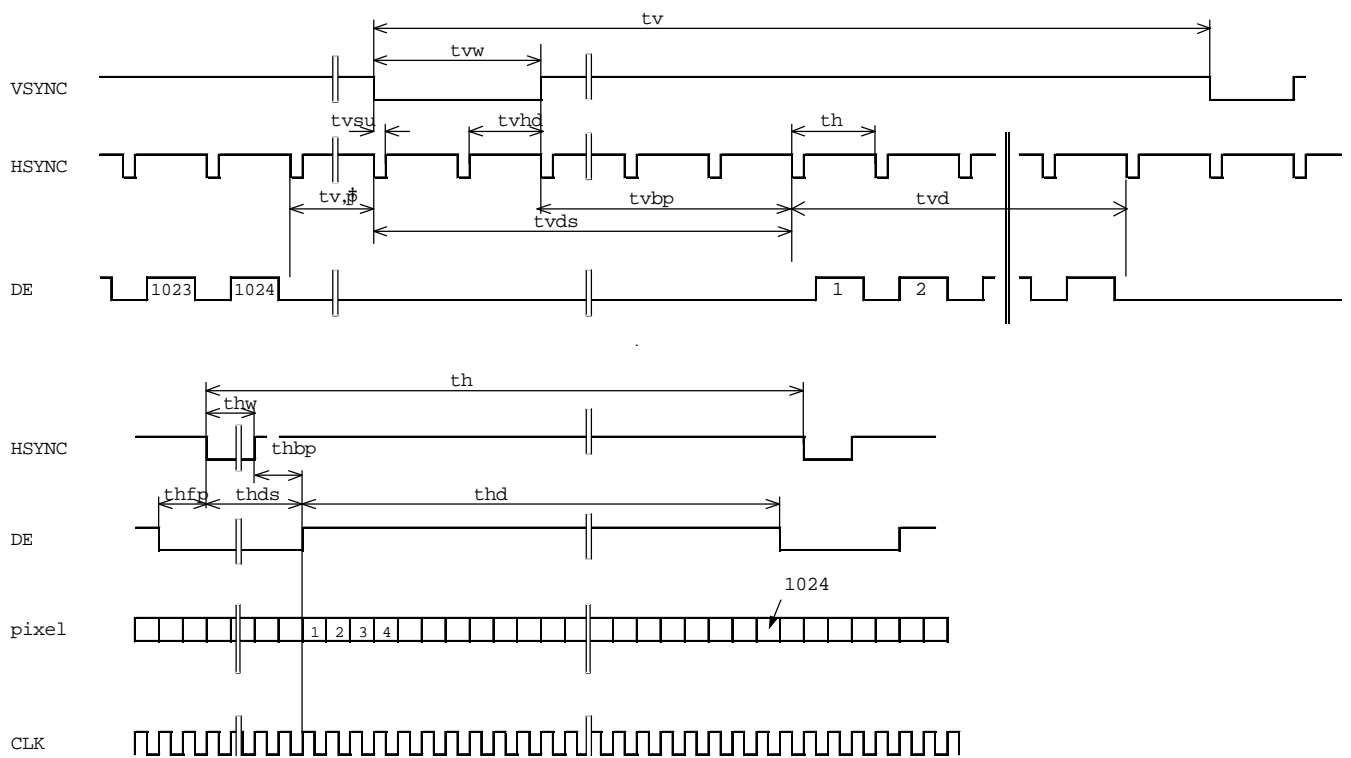 tv
tvw
VSYNC
tvsu tvhd th
HSYNC
tvbp tvd
tvds
DE 1023 1024 1 2
th
thw
HSYNC thbp
thfp thds thd
DE
1024
pixel 1 2 3 4
CLK